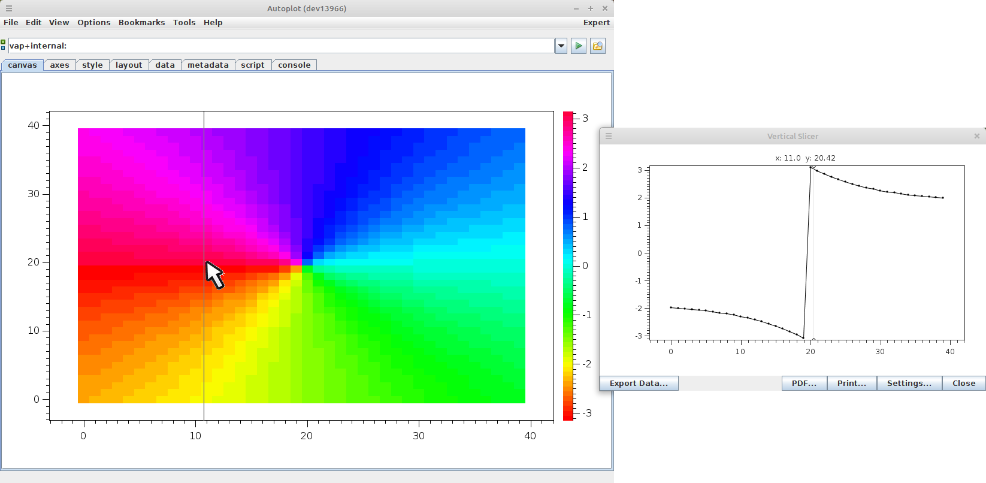 Autoplot (dev13966)
File Edit View Options Bookmarks Tools Help Expert
vap+internal:
canvas axes style layout data metadata script console
40
30
20
10
0
0 10 20 30 40
3
2
1
0
-1
-2
-3
Vertical Slicer
x: 11.0 y: 20.42
3
2
1
0
-1
-2
-3
0 10 20 30 40
Export Data... PDF... Print... Settings... Close